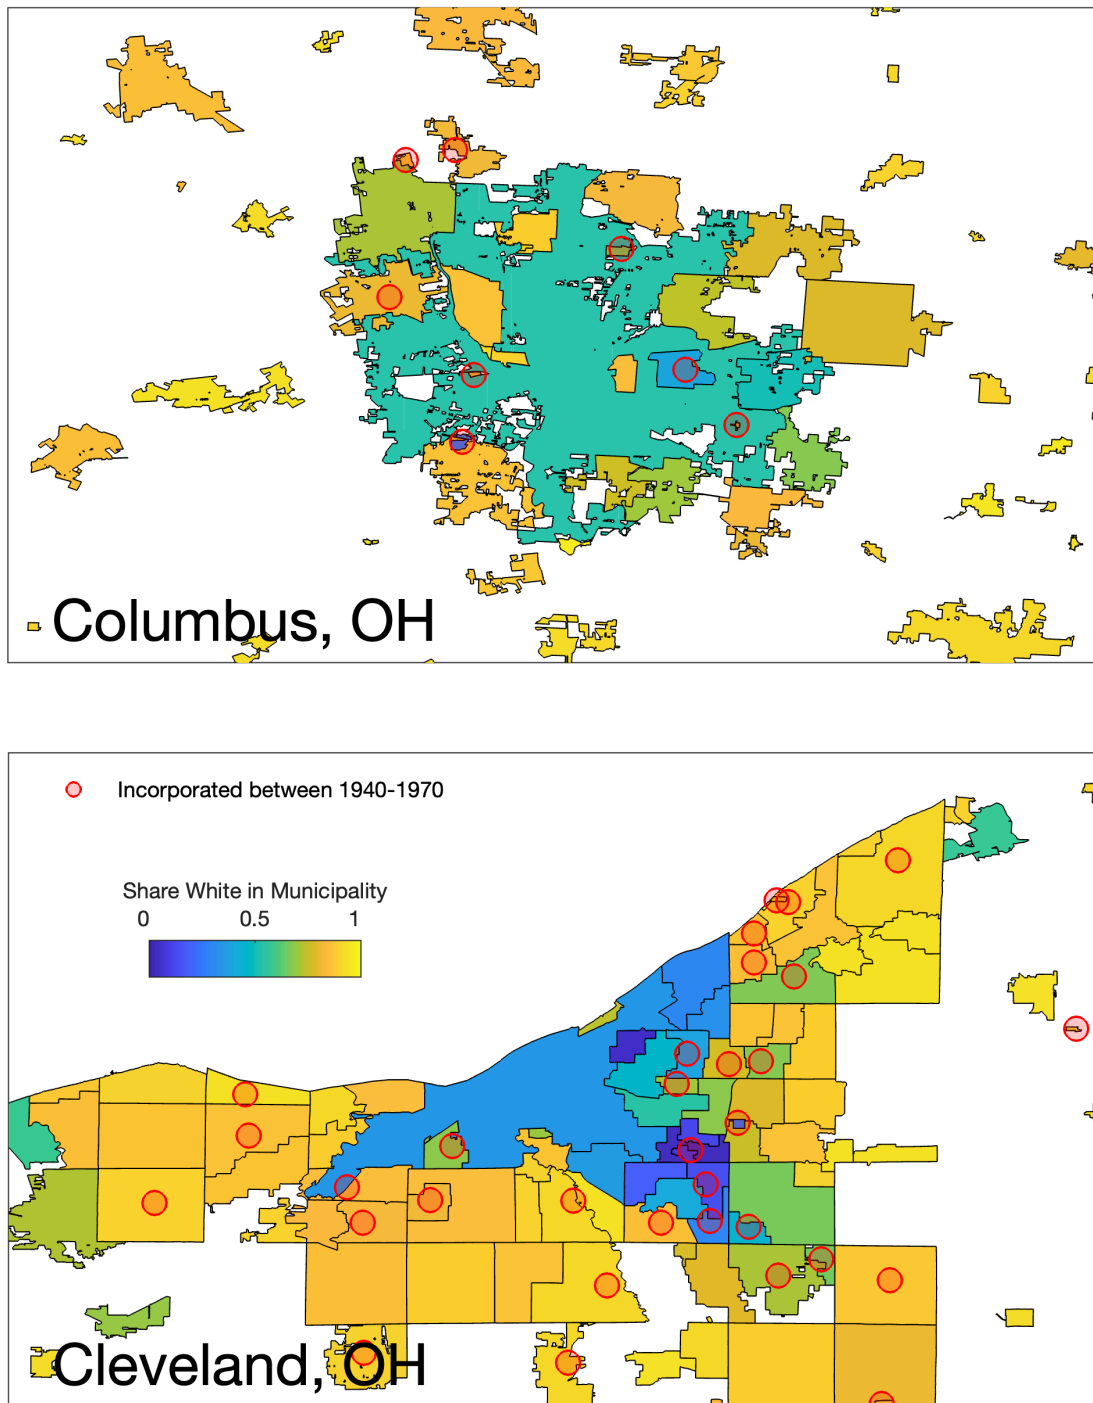 Columbus, OH
Incorporated between 1940-1970
Share White in Municipality
0 0.5 1
Cleveland, OH